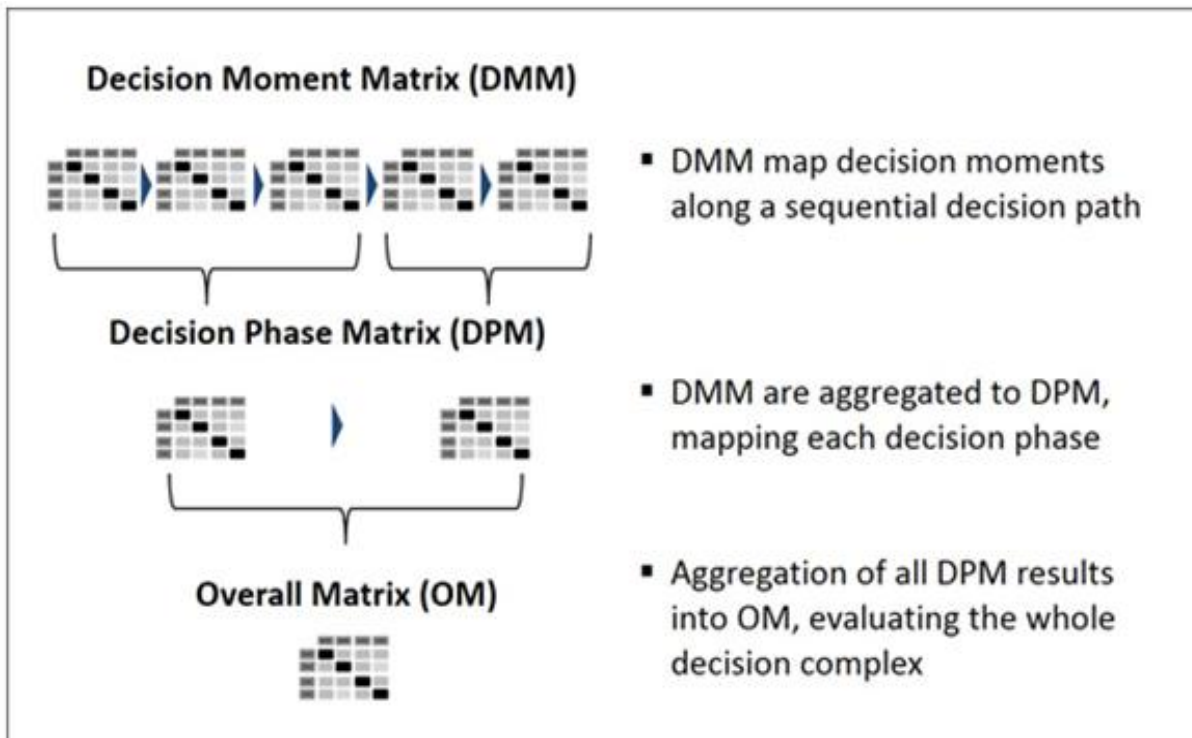 Decision Moment Matrix (DMM)
▪ DMM map decision moments
along a sequential decision path
Decision Phase Matrix (DPM)
▪ DMM are aggregated to DPM,
mapping each decision phase
Overall Matrix (OM)
▪ Aggregation of all DPM results
into OM, evaluating the whole
decision complex